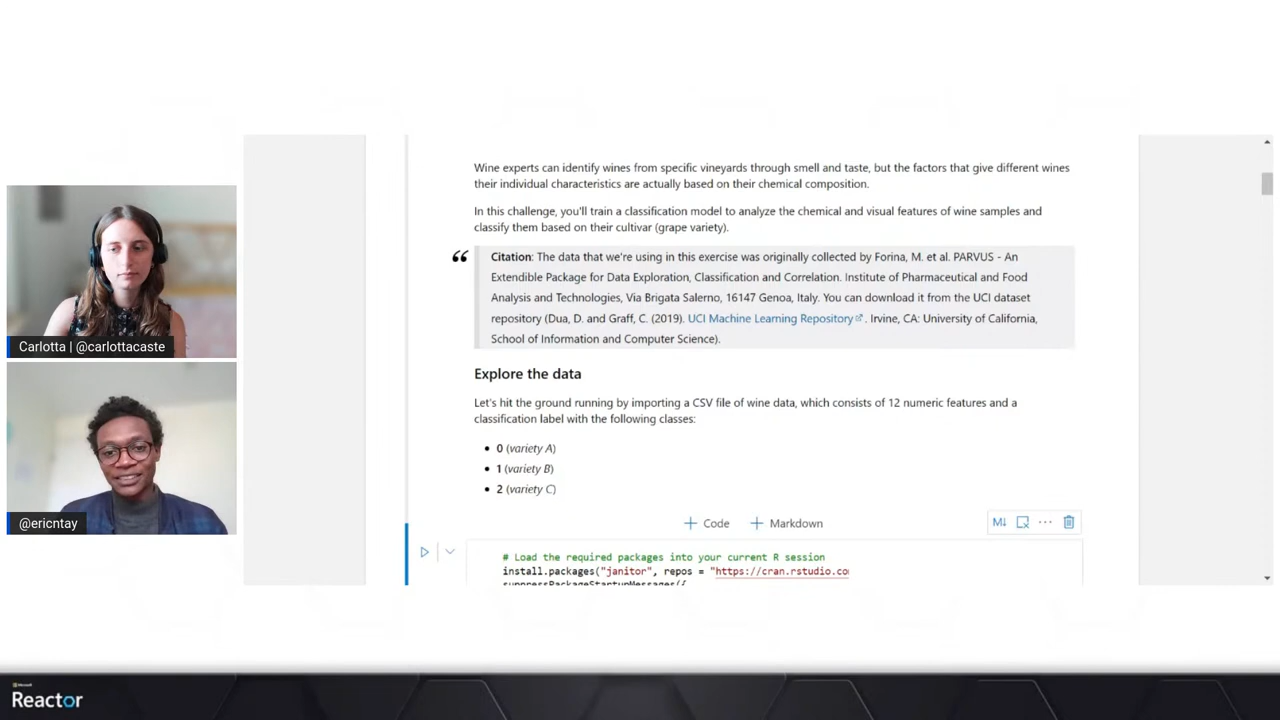 Wine experts can identify wines from specific vineyards through smell and taste, but the factors that give different wines
their individual characteristics are actually based on their chemical composition.
In this challenge, you'll train a classification model to analyze the chemical and visual features of wine samples and
classify them based on their cultivar (grape variety).
“ Citation: The data that we're using in this exercise was originally collected by Forina, M. et al. PARVUS - An
Extendible Package for Data Exploration, Classification and Correlation. Institute of Pharmaceutical and Food
Analysis and Technologies, Via Brigata Salerno, 16147 Genoa, Italy. You can download it from the UCI dataset
repository (Dua, D. and Graff, C. (2019). UCI Machine Learning Repository . Irvine, CA: University of California,
School of Information and Computer Science).
Explore the data
Let's hit the ground running by importing a CSV file of wine data, which consists of 12 numeric features and a
classification label with the following classes:
• 0 (variety A)
• 1 (variety B)
• 2 (variety C)
+ Code + Markdown
M↓ ···
# Load the required packages into your current R session
install.packages("janitor", repos = "https://cran.rstudio.co
suppressPackageStartupMessages({
Carlotta | @carlottacaste
@ericntay
Microsoft
Reactor